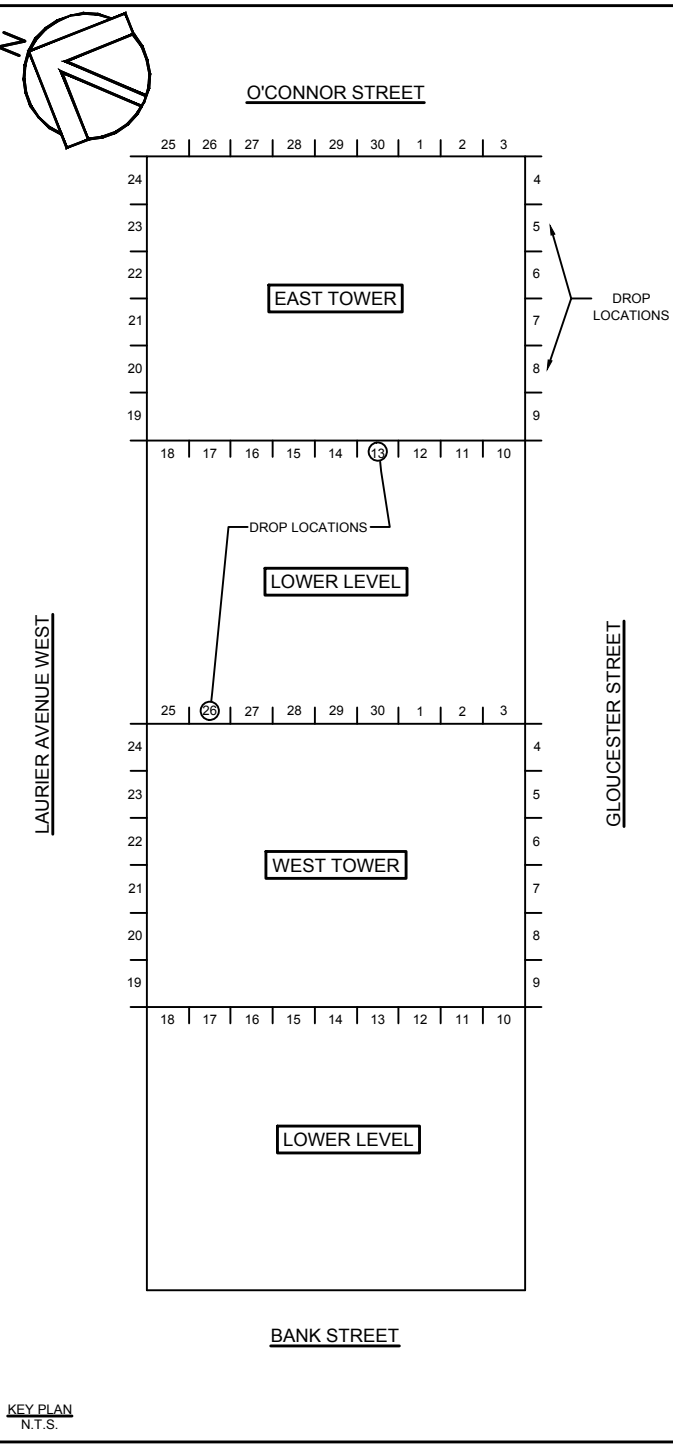 N
O'CONNOR STREET
25 26 27 28 29 30 1 2 3
24
23
22
21
20
19
4
5
6
7
8
9
EAST TOWER
DROP
LOCATIONS
18 17 16 15 14 13 12 11 10
DROP LOCATIONS
LOWER LEVEL
LAURIER AVENUE WEST
GLOUCESTER STREET
25 26 27 28 29 30 1 2 3
24
23
22
21
20
19
4
5
6
7
8
9
WEST TOWER
18 17 16 15 14 13 12 11 10
LOWER LEVEL
BANK STREET
KEY PLAN
N.T.S.